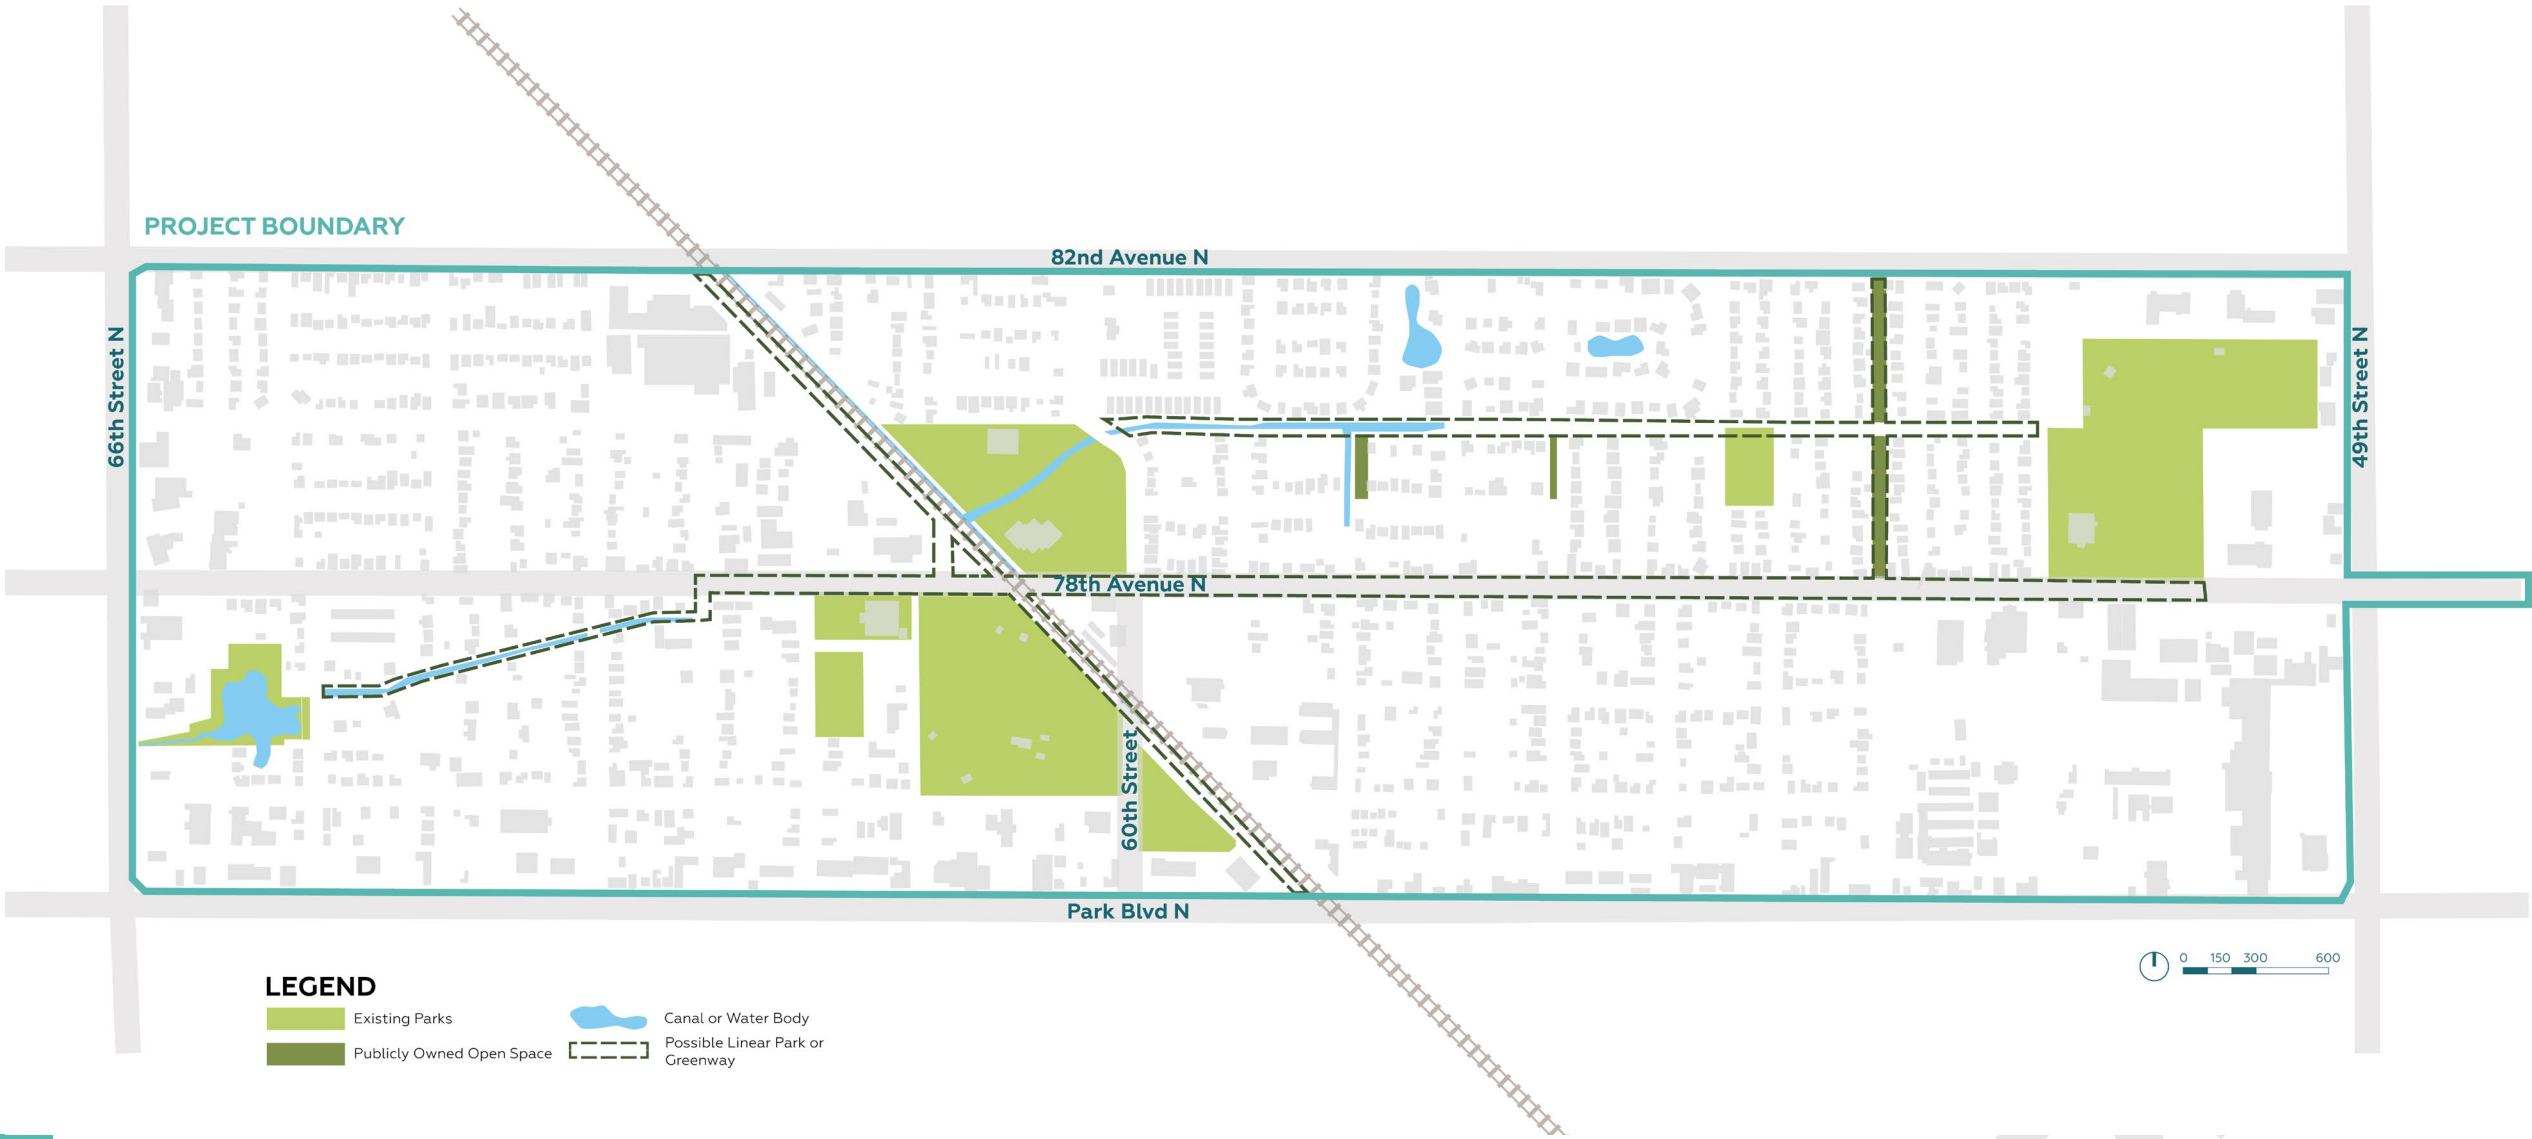 PROJECT BOUNDARY
82nd Avenue N
66th Street N
49th Street N
78th Avenue N
60th Street
Park Blvd N
0 150 300 600
LEGEND
Existing Parks
Canal or Water Body
Publicly Owned Open Space
Possible Linear Park or
Greenway